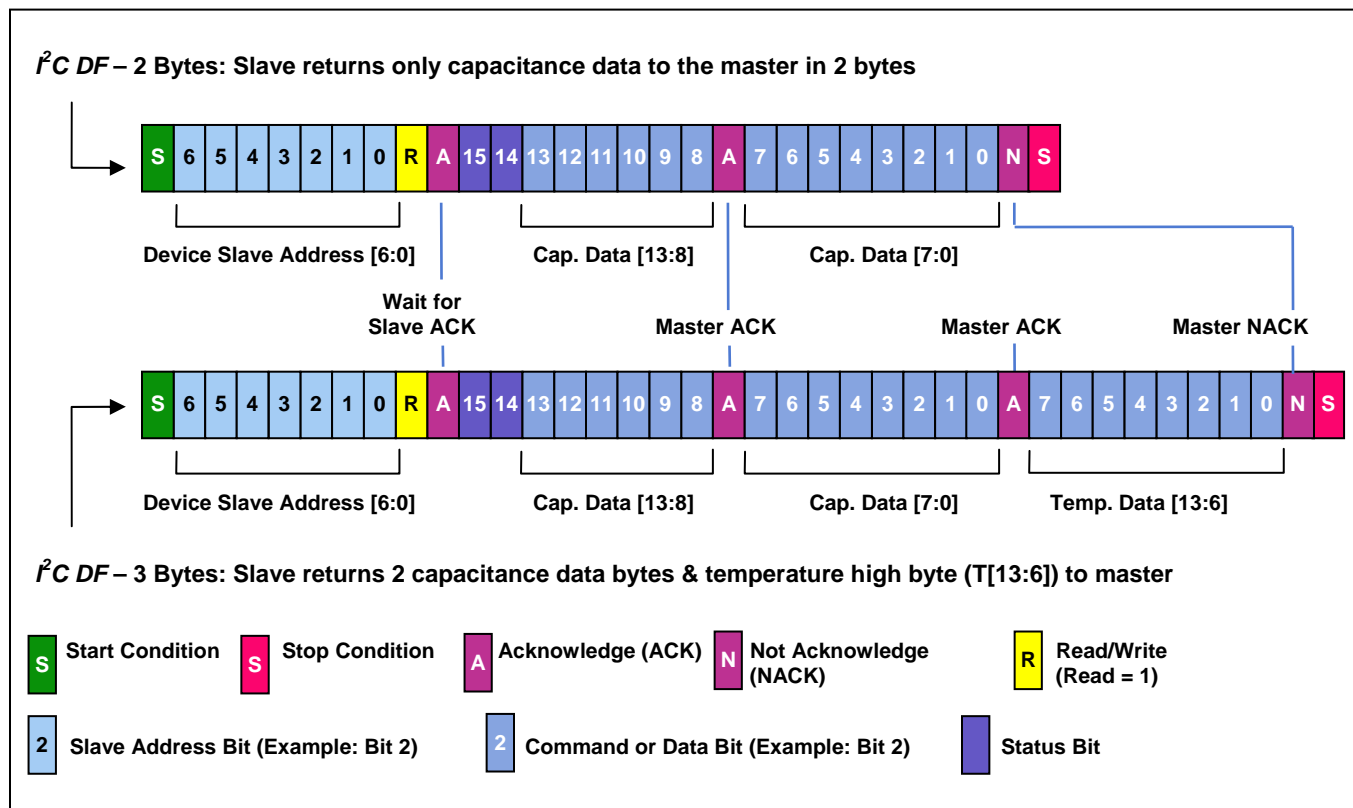 I²C DF – 2 Bytes: Slave returns only capacitance data to the master in 2 bytes
S 6 5 4 3 2 1 0 R A 15 14 13 12 11 10 9 8 A 7 6 5 4 3 2 1 0 N S
Device Slave Address [6:0] Cap. Data [13:8] Cap. Data [7:0]
Wait for
Slave ACK Master ACK Master ACK Master NACK
S 6 5 4 3 2 1 0 R A 15 14 13 12 11 10 9 8 A 7 6 5 4 3 2 1 0 A 7 6 5 4 3 2 1 0 N S
Device Slave Address [6:0] Cap. Data [13:8] Cap. Data [7:0] Temp. Data [13:6]
I²C DF – 3 Bytes: Slave returns 2 capacitance data bytes & temperature high byte (T[13:6]) to master
S Start Condition S Stop Condition A Acknowledge (ACK) N Not Acknowledge
(NACK) R Read/Write
(Read = 1)
2 Slave Address Bit (Example: Bit 2) 2 Command or Data Bit (Example: Bit 2) Status Bit